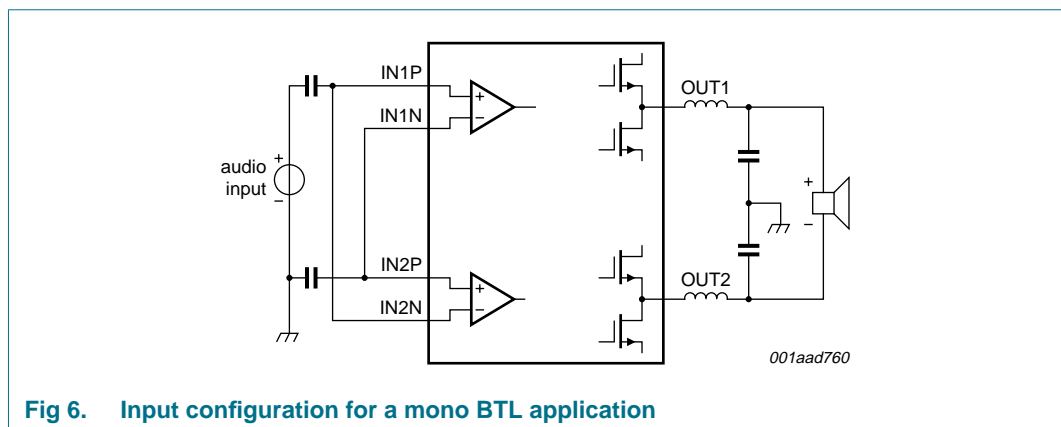 IN1P
IN1N
audio
input
+
−
IN2P
IN2N
+
−
+
−
OUT1
OUT2
+
−
001aad760
Fig 6. Input configuration for a mono BTL application